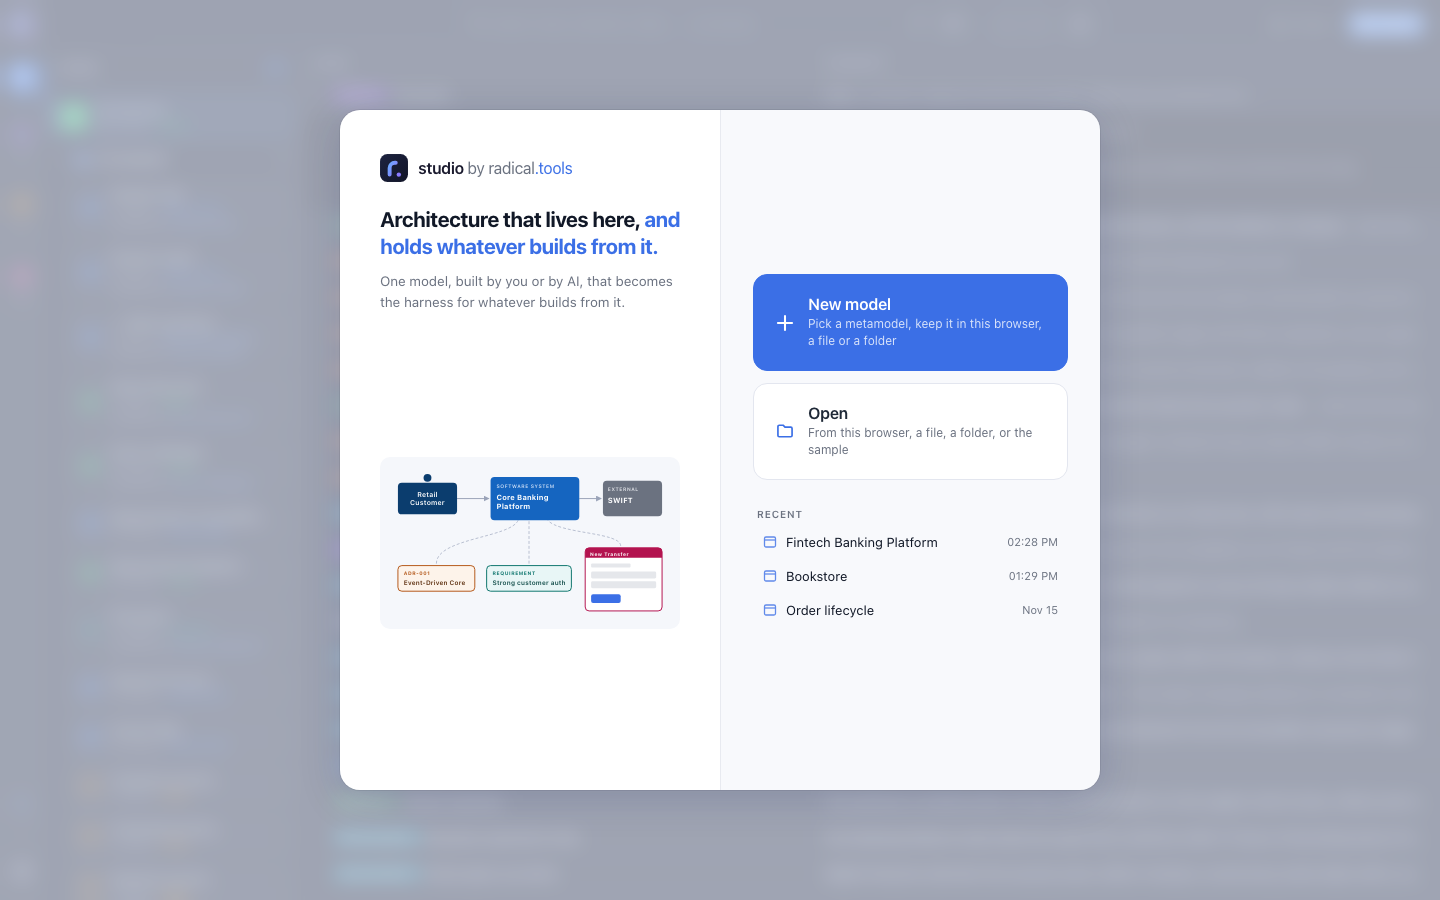 studio by radical.tools
Architecture that lives here, and
holds whatever builds from it.
One model, built by you or by AI, that becomes
the harness for whatever builds from it.
Retail
Customer
SOFTWARE SYSTEM
Core Banking
Platform
EXTERNAL
SWIFT
ADR-001
Event-Driven Core
REQUIREMENT
Strong customer auth
New Transfer
New model
Pick a metamodel, keep it in this browser,
a file or a folder
Open
From this browser, a file, a folder, or the
sample
RECENT
Fintech Banking Platform 02:28 PM
Bookstore 01:29 PM
Order lifecycle Nov 15